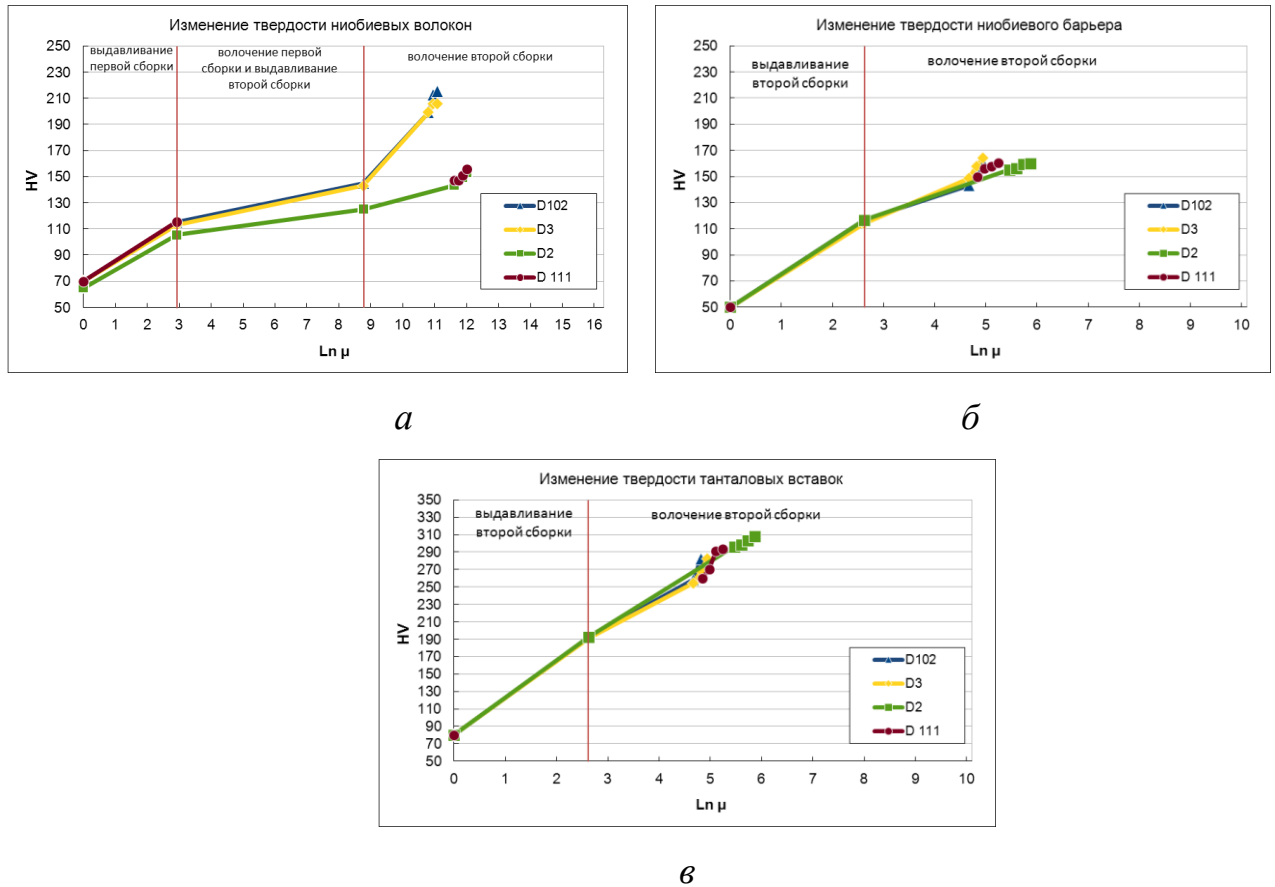 Изменение твердости ниобиевых волокон
выдавливание
первой сборки
волочение первой
сборки и выдавливание
второй сборки
волочение второй сборки
HV
250
230
210
190
170
150
130
110
90
70
50
0 1 2 3 4 5 6 7 8 9 10 11 12 13 14 15 16
Ln μ
D102
D3
D2
D 111
а
Изменение твердости ниобиевого барьера
выдавливание
второй сборки
волочение второй сборки
HV
250
230
210
190
170
150
130
110
90
70
50
0 1 2 3 4 5 6 7 8 9 10
Ln μ
D102
D3
D2
D 111
б
Изменение твердости танталовых вставок
выдавливание
второй сборки
волочение второй сборки
HV
350
330
310
290
270
250
230
210
190
170
150
130
110
90
70
50
0 1 2 3 4 5 6 7 8 9 10
Ln μ
D102
D3
D2
D 111
в